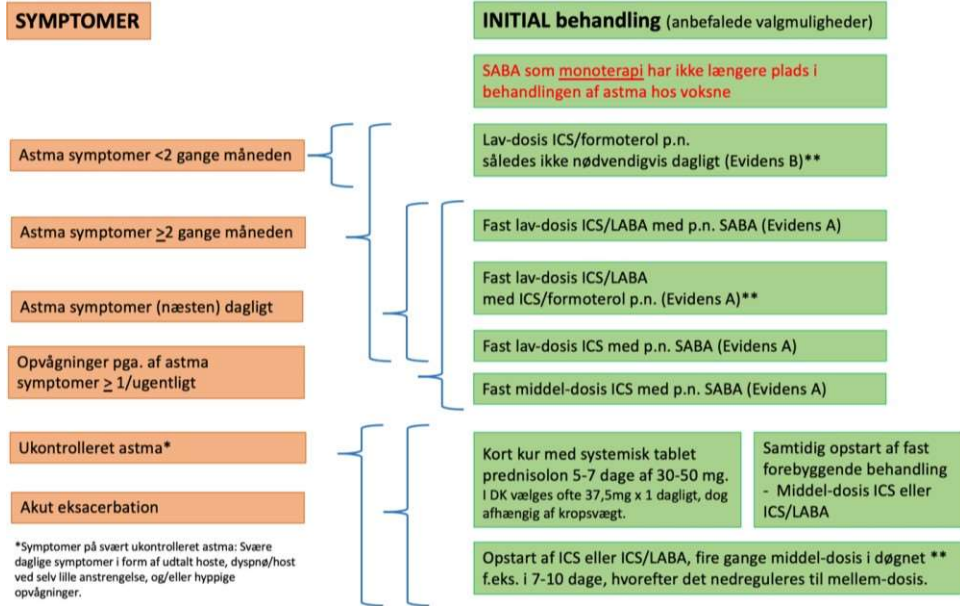 SYMPTOMER
INITIAL behandling (anbefalede valgmuligheder)
SABA som monoterapi har ikke længere plads i
behandlingen af astma hos voksne
Astma symptomer <2 gange måneden
Lav-dosis ICS/formoterol p.n.
således ikke nødvendigvis dagligt (Evidens B)**
Astma symptomer ≥2 gange måneden
Fast lav-dosis ICS/LABA med p.n. SABA (Evidens A)
Astma symptomer (næsten) dagligt
Fast lav-dosis ICS/LABA
med ICS/formoterol p.n. (Evidens A)**
Opvågninger pga. af astma
symptomer ≥ 1/ugentligt
Fast lav-dosis ICS med p.n. SABA (Evidens A)
Fast middel-dosis ICS med p.n. SABA (Evidens A)
Ukontrolleret astma*
Akut eksacerbation
Kort kur med systemisk tablet
prednisolon 5-7 dage af 30-50 mg.
I DK vælges ofte 37,5mg x 1 dagligt, dog
afhængig af kropsvægt.
Samtidig opstart af fast
forebyggende behandling
- Middel-dosis ICS eller
ICS/LABA
*Symptomer på svært ukontrolleret astma: Svære
daglige symptomer i form af udtalt hoste, dyspnø/host
ved selv lille anstrengelse, og/eller hyppige
opvågninger.
Opstart af ICS eller ICS/LABA, fire gange middel-dosis i døgnet **
f.eks. i 7-10 dage, hvorefter det nedreguleres til mellem-dosis.